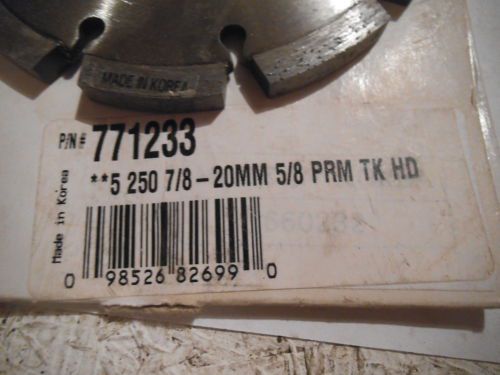 MADE IN KOREA
P/N# 771233
**5 250 7/8-20MM 5/8 PRM TK HD
Made in Korea
0 98526 82699 0